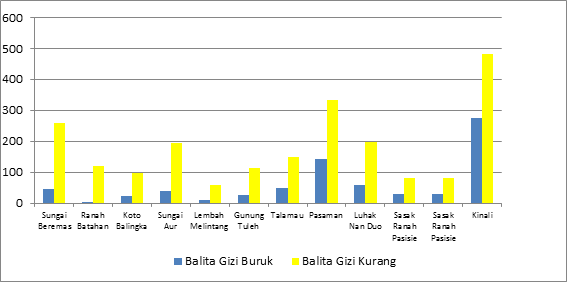 600
500
400
300
200
100
0
Sungai Beremas
Ranah Batahan
Koto Balingka
Sungai Aur
Lembah Melintang
Gunung Tuleh
Talamau
Pasaman
Luhak Nan Duo
Sasak Ranah Pasisie
Sasak Ranah Pasisie
Kinali
Balita Gizi Buruk
Balita Gizi Kurang